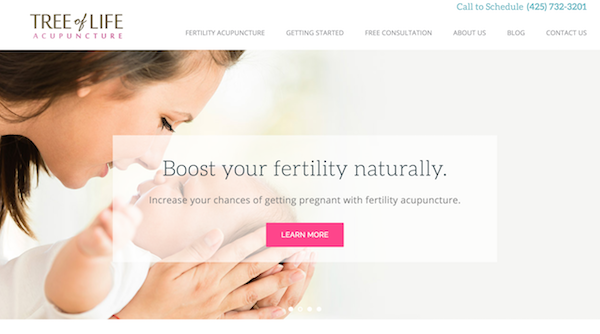 Call to Schedule (425) 732-3201
TREE of LIFE
ACUPUNCTURE
FERTILITY ACUPUNCTURE GETTING STARTED FREE CONSULTATION ABOUT US BLOG CONTACT US
Boost your fertility naturally.
Increase your chances of getting pregnant with fertility acupuncture.
LEARN MORE